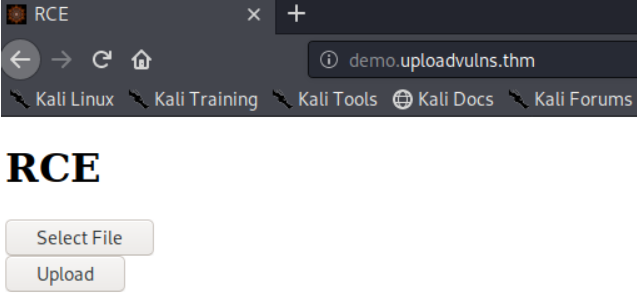 RCE
demo.uploadvulns.thm
Kali Linux Kali Training Kali Tools Kali Docs Kali Forums
RCE
Select File
Upload